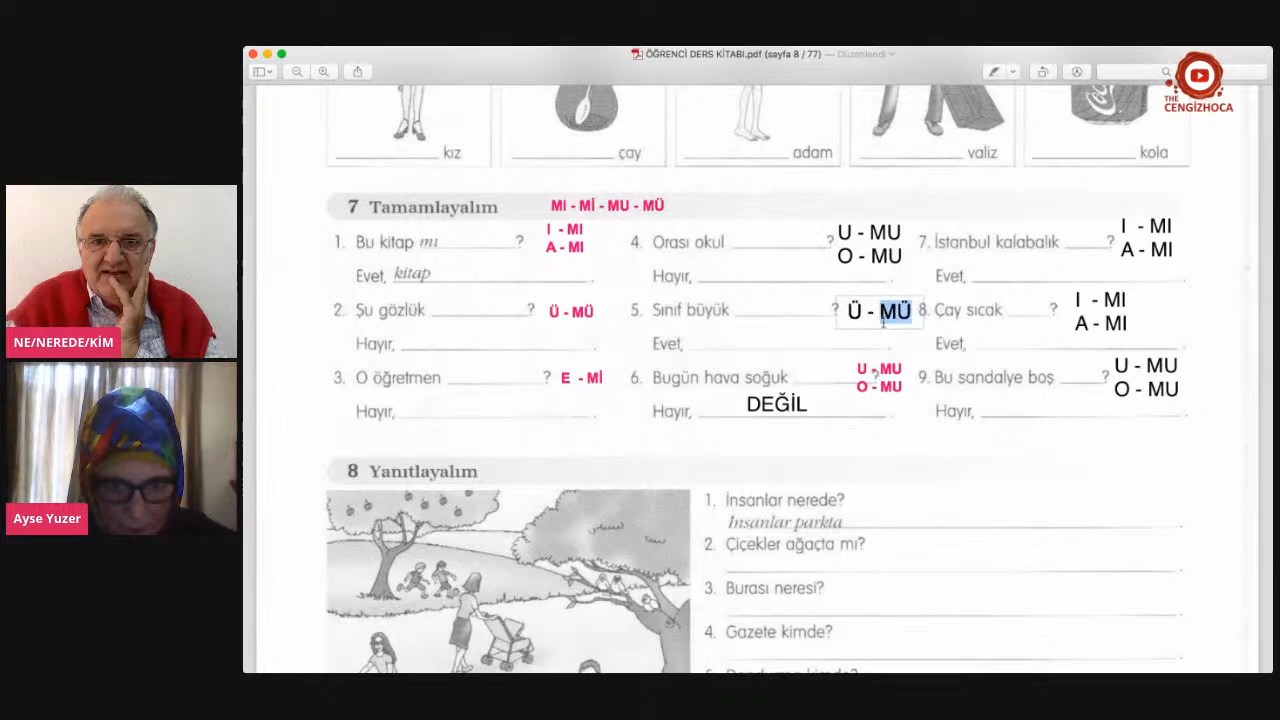 ÖĞRENCİ DERS KİTABI.pdf (sayfa 8 / 77) — Düzenlendi
THE
CENGİZHOCA
kız
çay
adam
valiz
kola
7 Tamamlayalım
MI - Mİ - MU - MÜ
1. Bu kitap mı ?
I - MI
A - MI
Evet, kitap .
2. Şu gözlük ?
Ü - MÜ
Hayır, .
3. O öğretmen ?
E - Mİ
Hayır, .
4. Orası okul ?
U - MU
O - MU
Hayır, .
5. Sınıf büyük ?
Ü - MÜ
Evet, .
6. Bugün hava soğuk ?
U - MU
O - MU
Hayır, DEĞİL .
7. İstanbul kalabalık ?
I - MI
A - MI
Evet, .
8. Çay sıcak ?
I - MI
A - MI
Evet, .
9. Bu sandalye boş ?
U - MU
O - MU
Hayır, .
8 Yanıtlayalım
1. İnsanlar nerede?
İnsanlar parkta .
2. Çiçekler ağaçta mı?
3. Burası neresi?
4. Gazete kimde?
NE/NEREDE/KİM
Ayse Yuzer